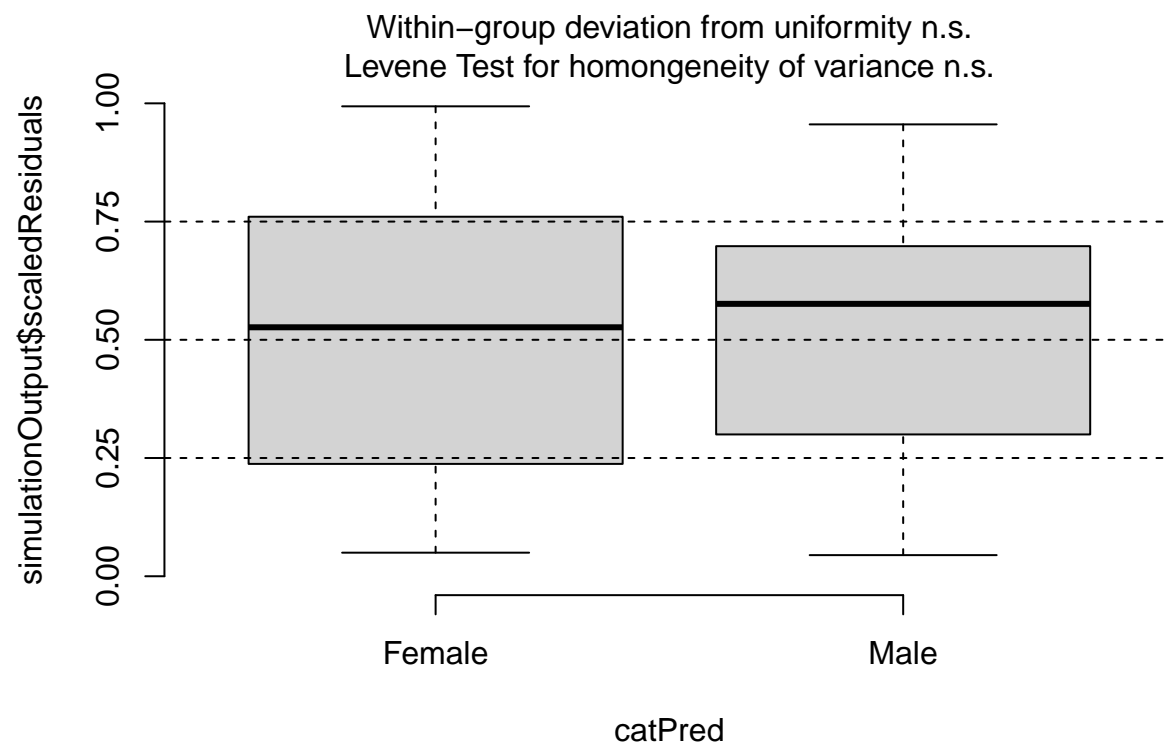 Within−group deviation from uniformity n.s.
Levene Test for homongeneity of variance n.s.
simulationOutput$scaledResiduals
1.00
0.75
0.50
0.25
0.00
Female
Male
catPred